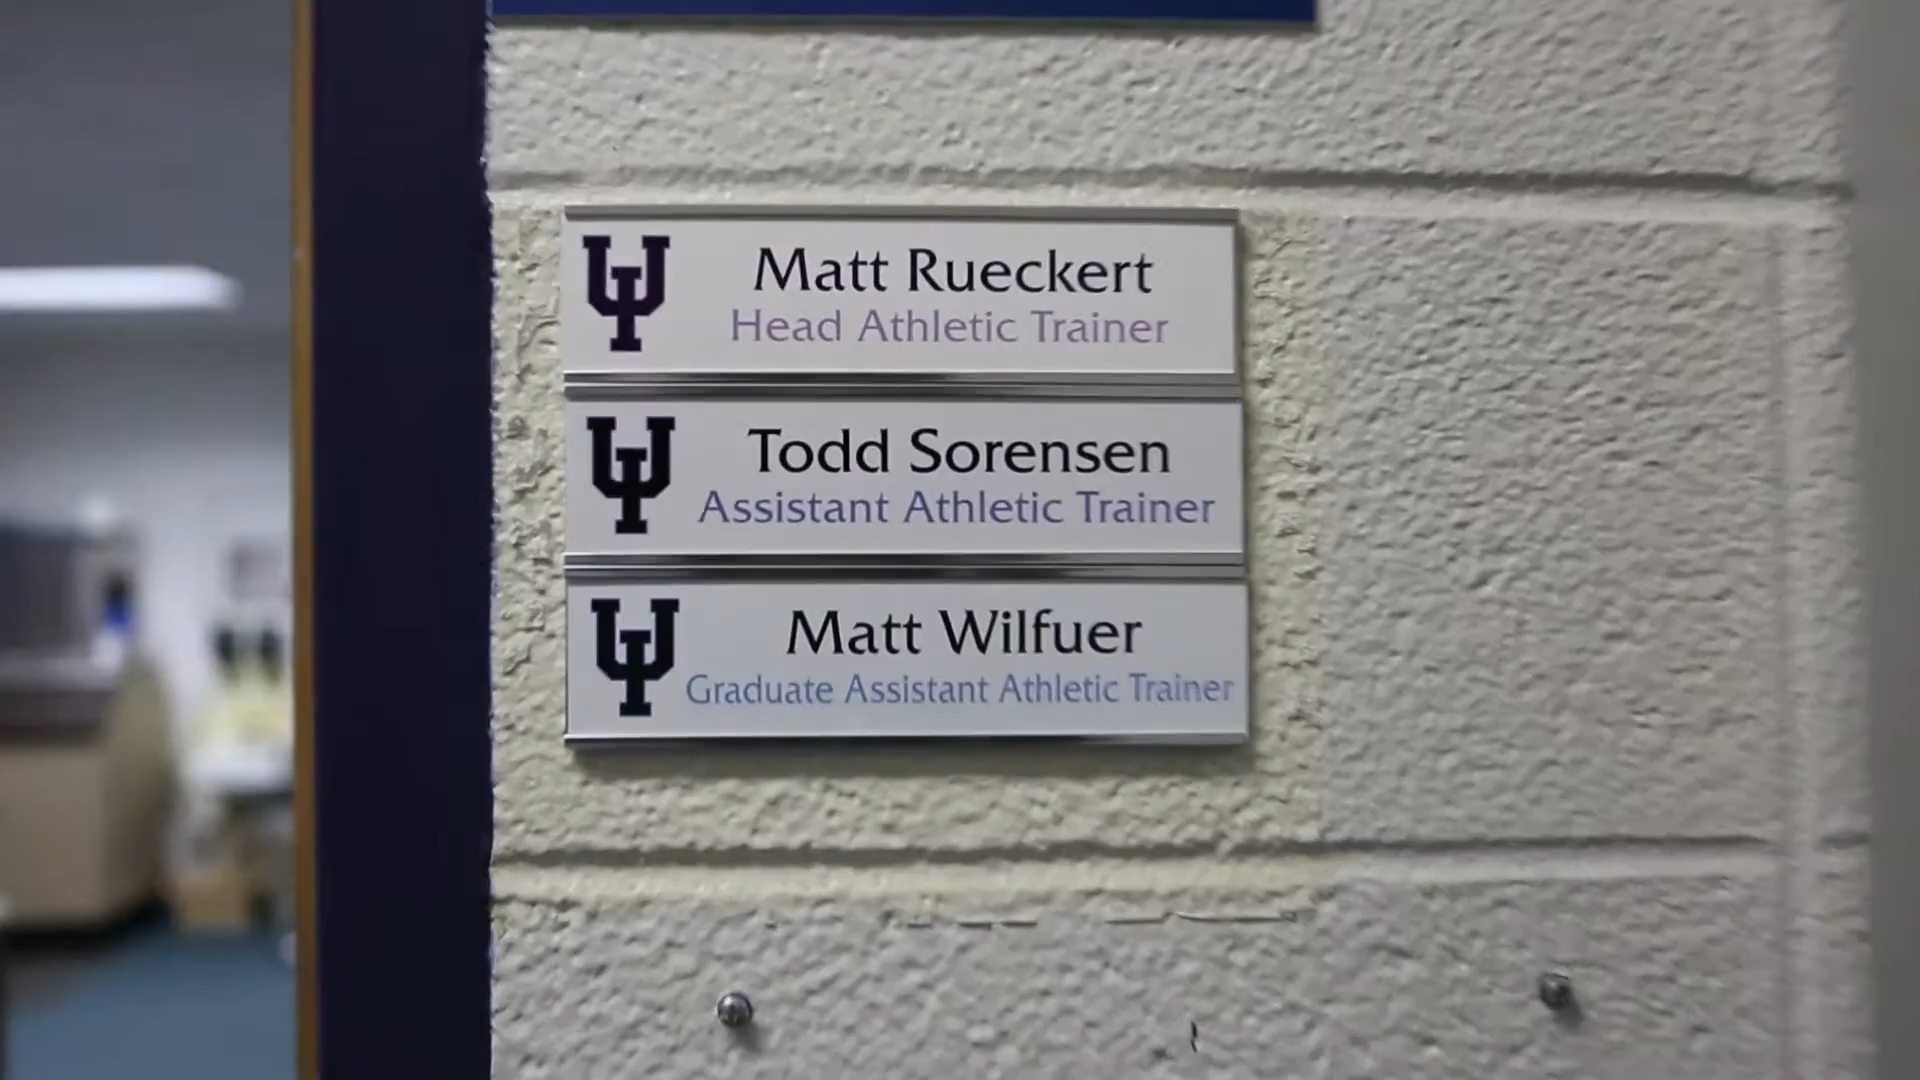 Matt Rueckert
Head Athletic Trainer
Todd Sorensen
Assistant Athletic Trainer
Matt Wilfuer
Graduate Assistant Athletic Trainer